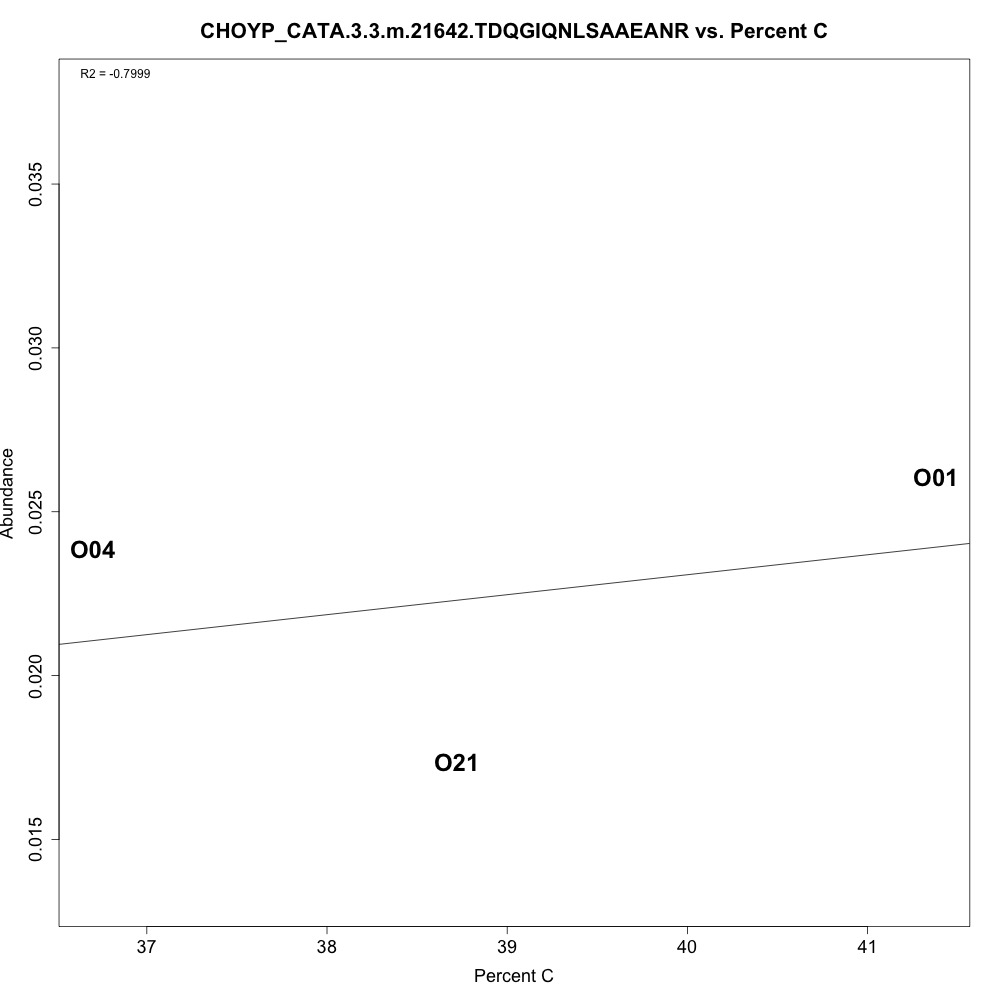 CHOYP_CATA.3.3.m.21642.TDQGIQNLSAAEANR vs. Percent C
R2 = -0.7999
0.035
0.030
0.025
0.020
0.015
Abundance
O01
O04
O21
37 38 39 40 41
Percent C